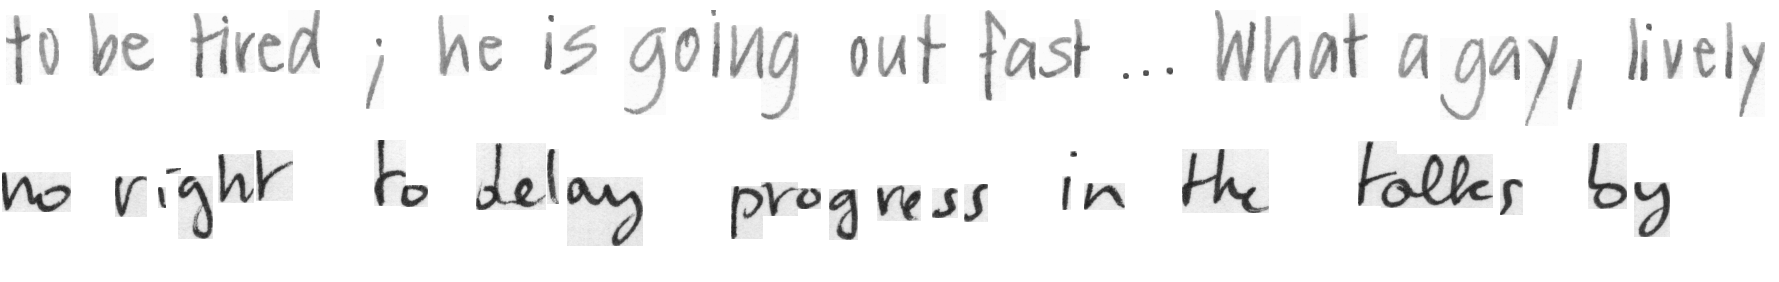 to be tired ; he is going out fast ... What a gay, lively
no right to delay progress in the talks by